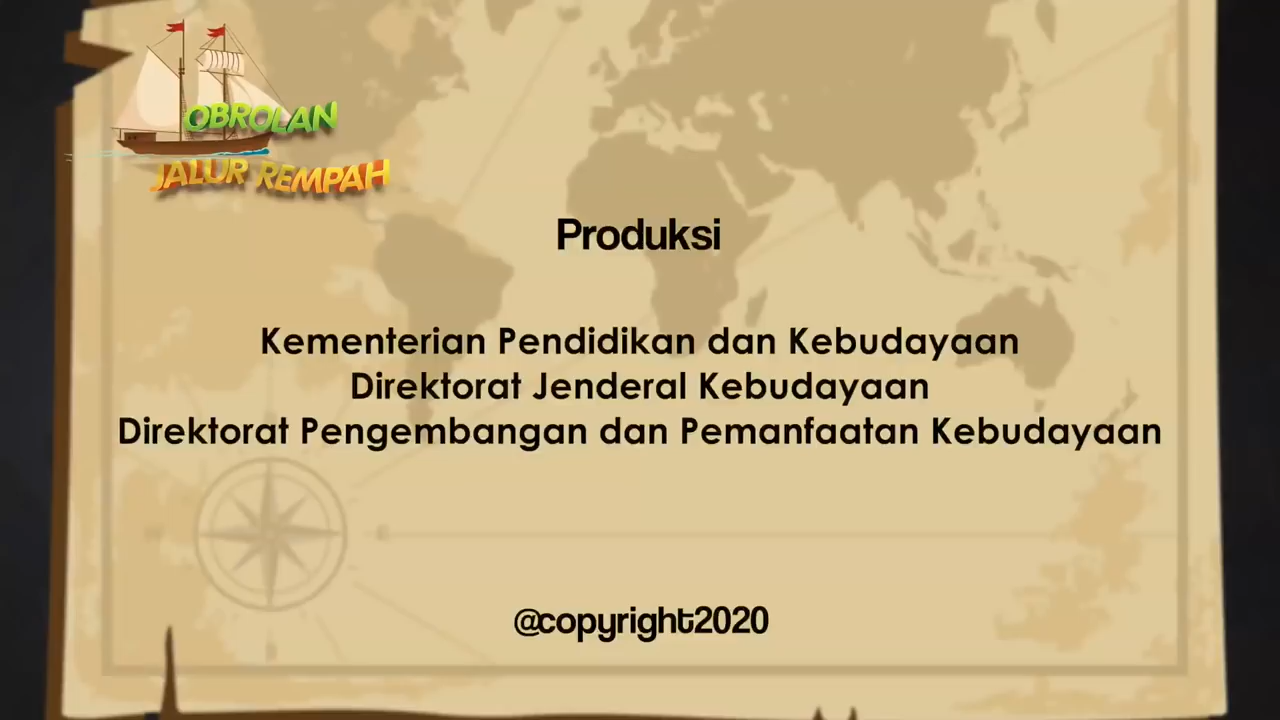 OBROLAN
JALUR REMPAH
Produksi
Kementerian Pendidikan dan Kebudayaan
Direktorat Jenderal Kebudayaan
Direktorat Pengembangan dan Pemanfaatan Kebudayaan
@copyright2020